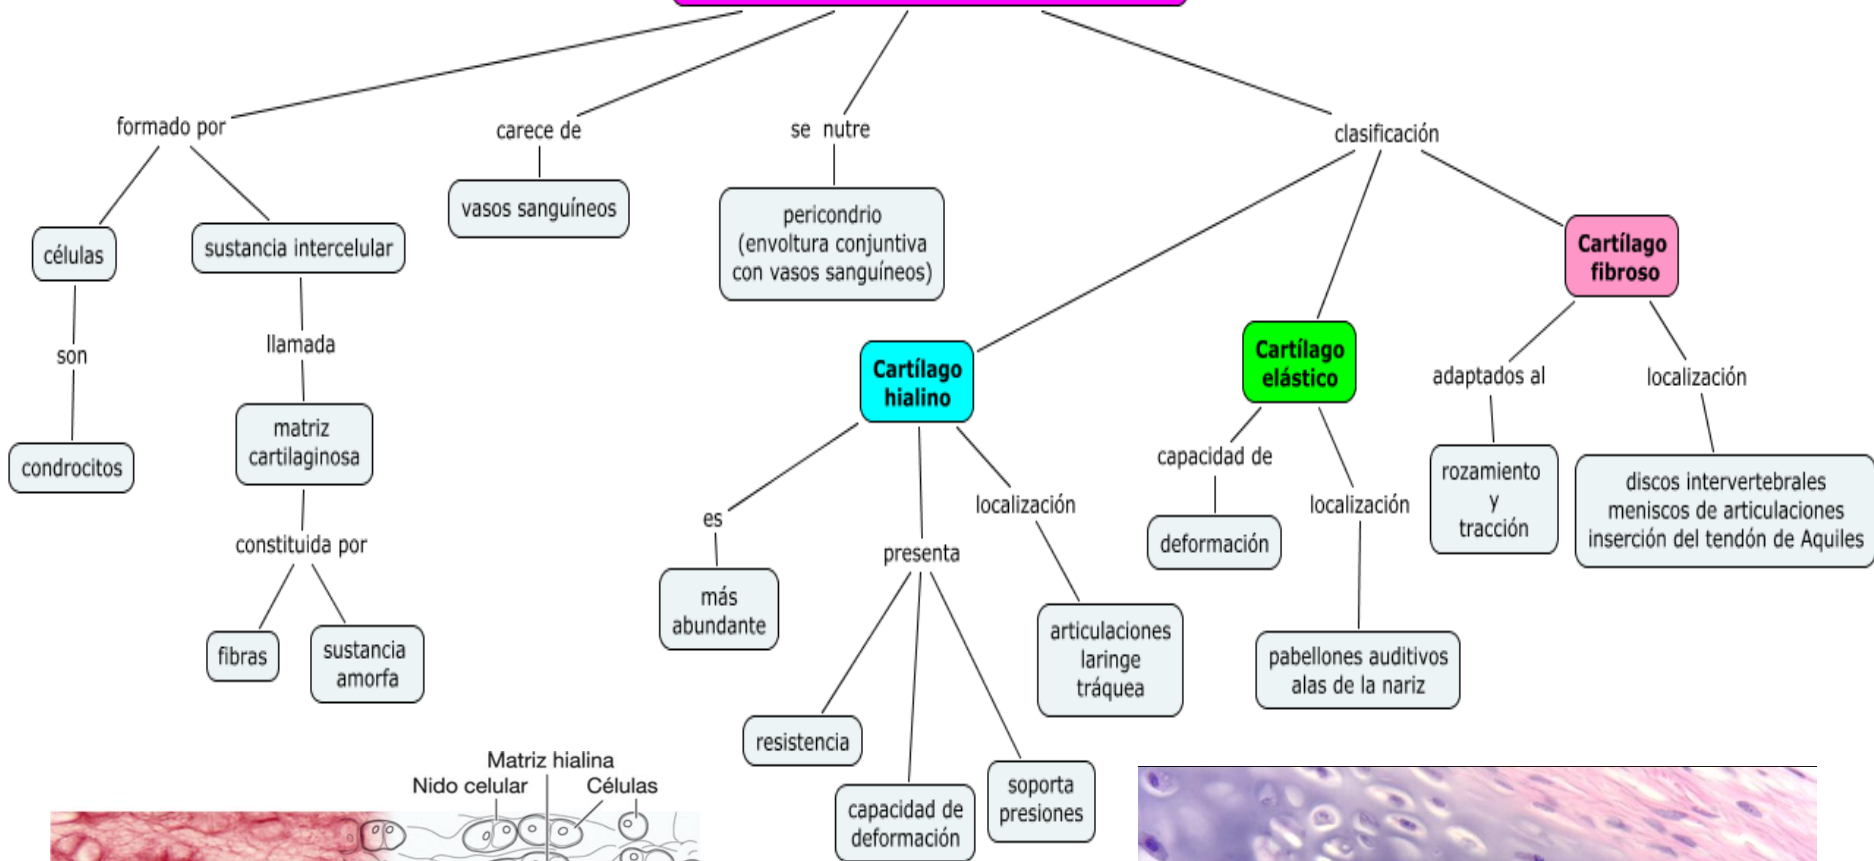 formado por
carece de
se nutre
clasificación
células
sustancia intercelular
vasos sanguíneos
pericondrio
(envoltura conjuntiva
con vasos sanguíneos)
Cartílago
fibroso
son
llamada
Cartílago
hialino
Cartílago
elástico
adaptados al
localización
condrocitos
matriz
cartilaginosa
es
presenta
localización
capacidad de
localización
rozamiento
y
tracción
discos intervertebrales
meniscos de articulaciones
inserción del tendón de Aquiles
constituida por
deformación
fibras
sustancia
amorfa
más
abundante
articulaciones
laringe
tráquea
pabellones auditivos
alas de la nariz
resistencia
capacidad de
deformación
soporta
presiones
Matriz hialina
Nido celular
Células